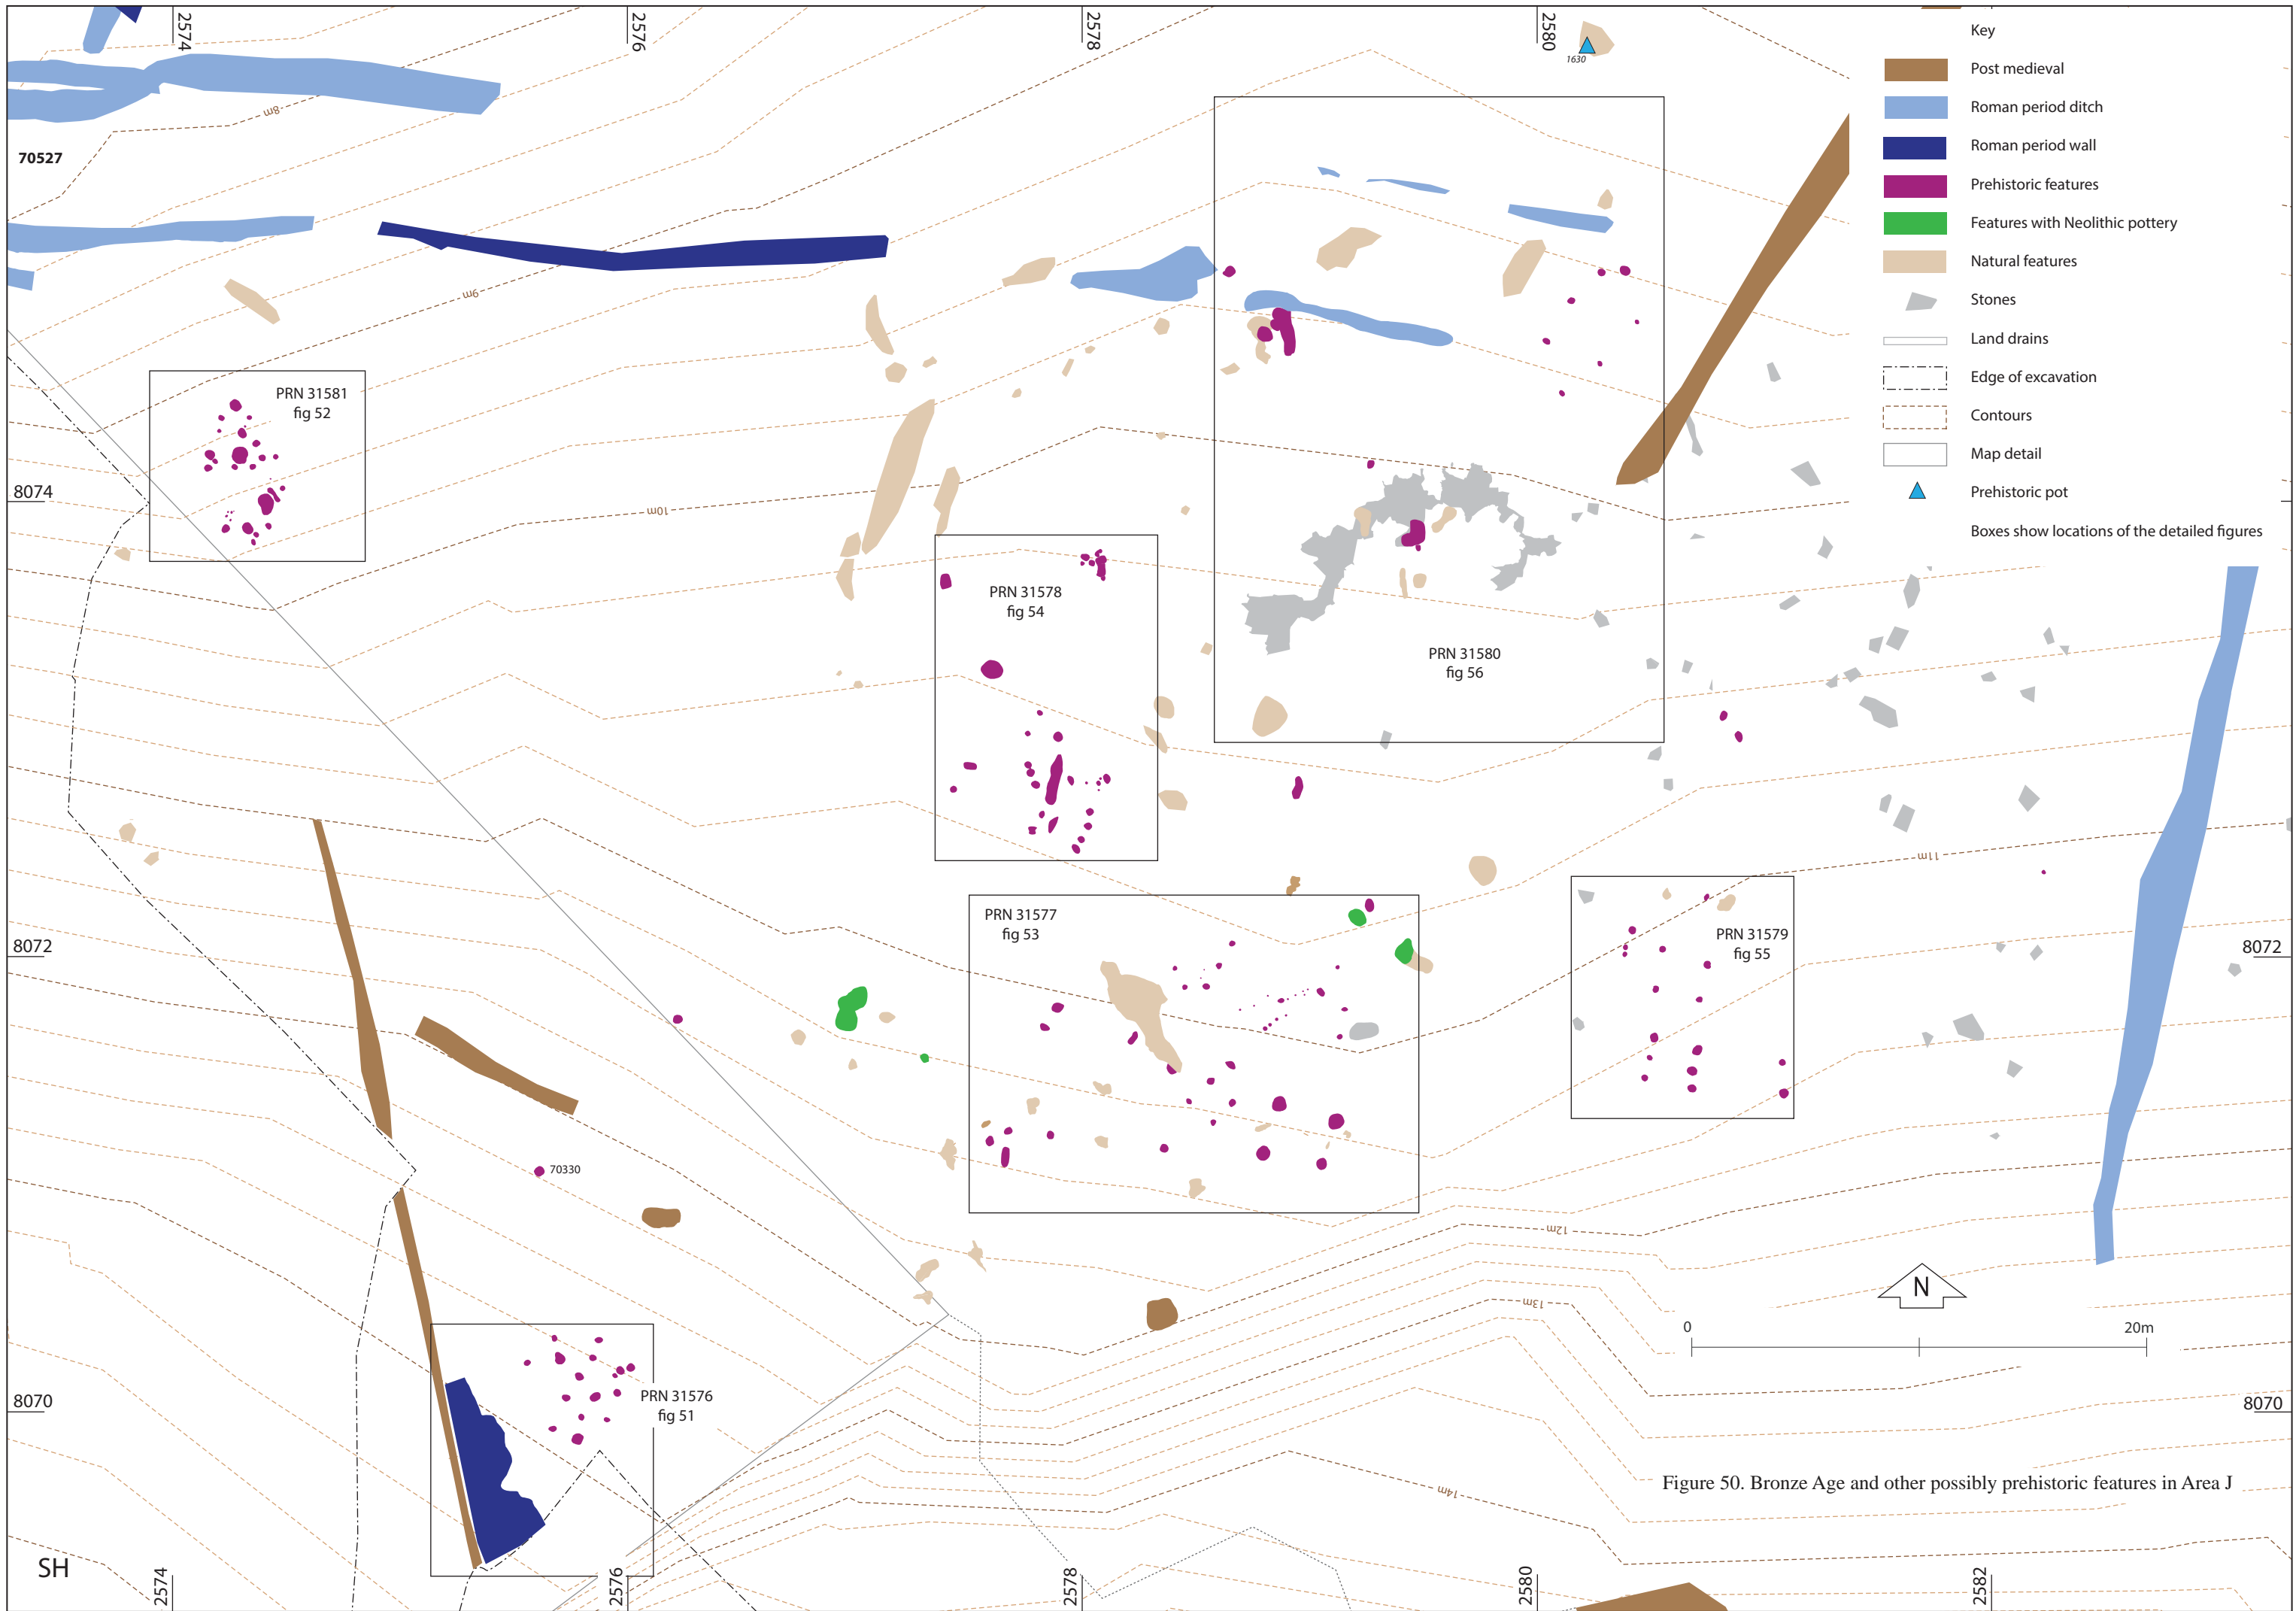 2574
2576
2578
2580
1630
Key
Post medieval
Roman period ditch
Roman period wall
Prehistoric features
Features with Neolithic pottery
Natural features
Stones
Land drains
Edge of excavation
Contours
Map detail
Prehistoric pot
Boxes show locations of the detailed figures
8m
70527
9m
PRN 31581
fig 52
8074
10m
PRN 31578
fig 54
PRN 31580
fig 56
11m
PRN 31577
fig 53
PRN 31579
fig 55
8072
8072
70330
12m
N
13m
0
20m
PRN 31576
fig 51
8070
8070
14m
Figure 50. Bronze Age and other possibly prehistoric features in Area J
SH
2574
2576
2578
2580
2582